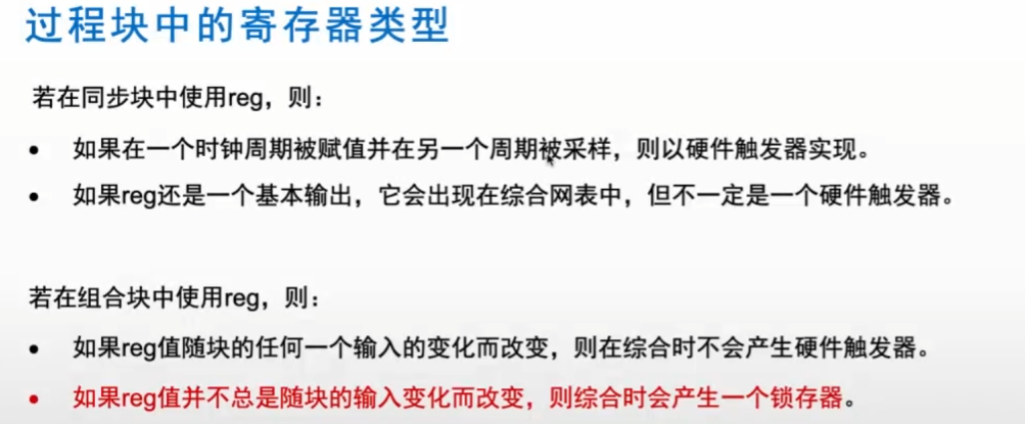 过程块中的寄存器类型
若在同步块中使用reg，则：
• 如果在一个时钟周期被赋值并在另一个周期被采样，则以硬件触发器实现。
• 如果reg还是一个基本输出，它会出现在综合网表中，但不一定是一个硬件触发器。
若在组合块中使用reg，则：
• 如果reg值随块的任何一个输入的变化而改变，则在综合时不会产生硬件触发器。
• 如果reg值并不总是随块的输入变化而改变，则综合时会产生一个锁存器。